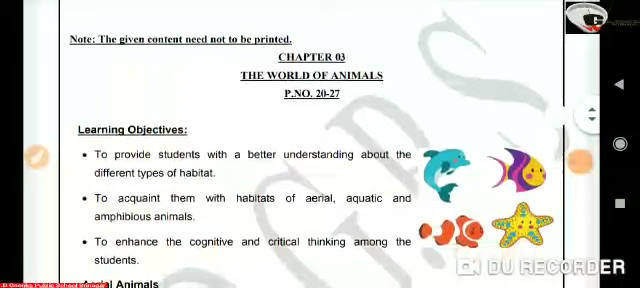 Note: The given content need not to be printed.
CHAPTER 03
THE WORLD OF ANIMALS
P.NO. 20-27
Learning Objectives:
• To provide students with a better understanding about the
different types of habitat.
• To acquaint them with habitats of aerial, aquatic and
amphibious animals.
• To enhance the cognitive and critical thinking among the
students.
DU RECORDER
Animals